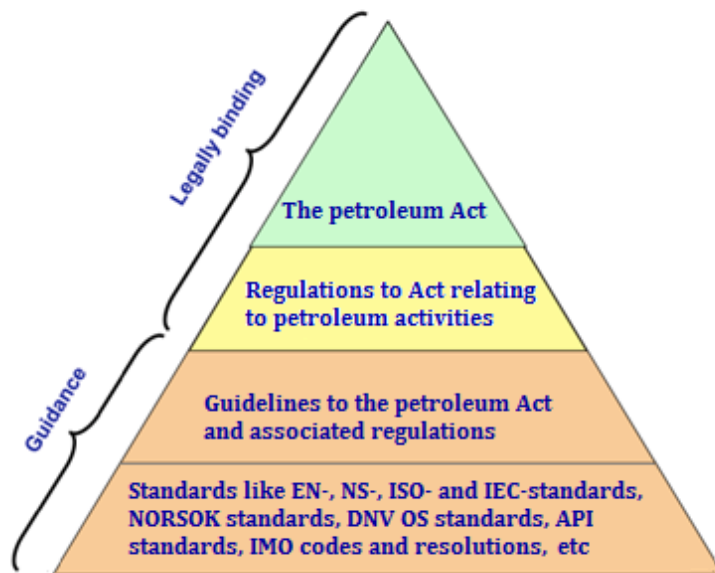 Legally binding
The petroleum Act
Regulations to Act relating
to petroleum activities
Guidance
Guidelines to the petroleum Act
and associated regulations
Standards like EN-, NS-, ISO- and IEC-standards,
NORSOK standards, DNV OS standards, API
standards, IMO codes and resolutions, etc